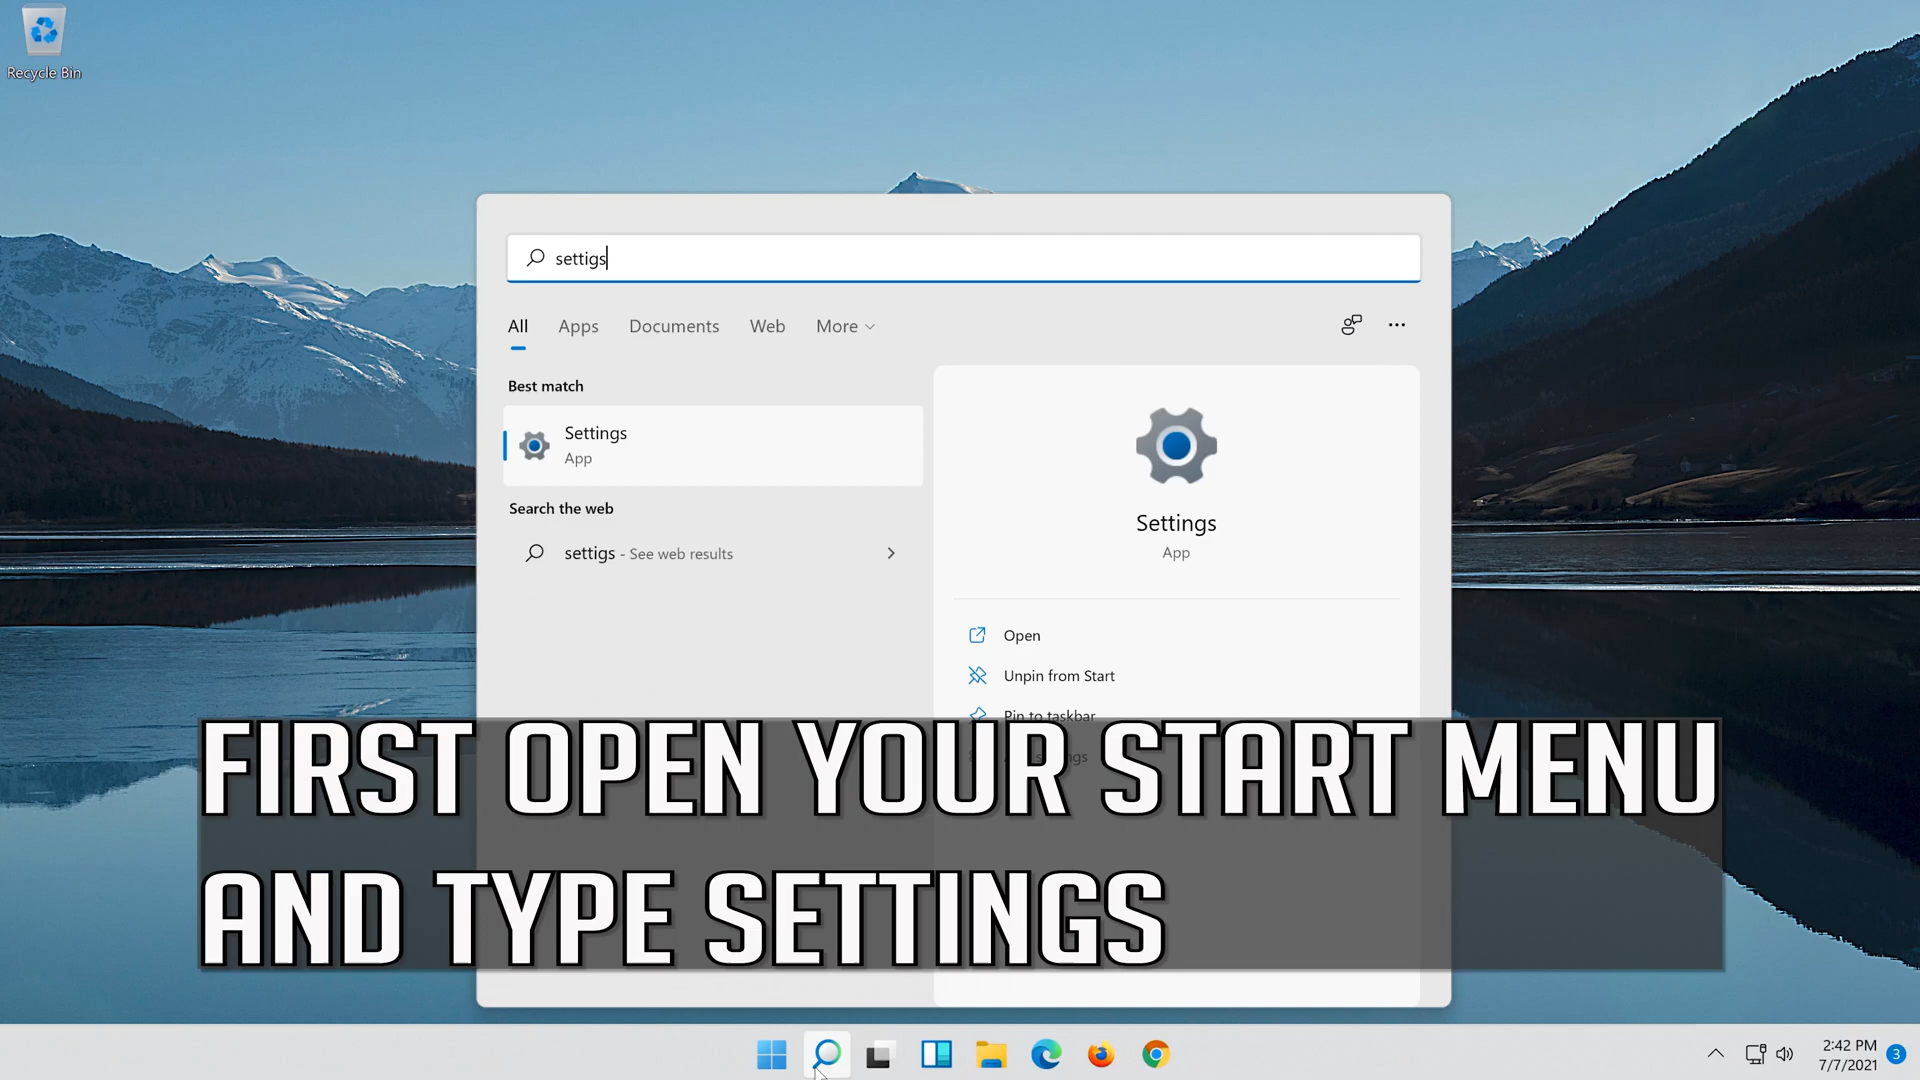 Recycle Bin
settigs
All Apps Documents Web More
Best match
Settings
App
Search the web
settigs - See web results
Settings
App
Open
Unpin from Start
Pin to taskbar
FIRST OPEN YOUR START MENU
AND TYPE SETTINGS
2:42 PM
7/7/2021
3